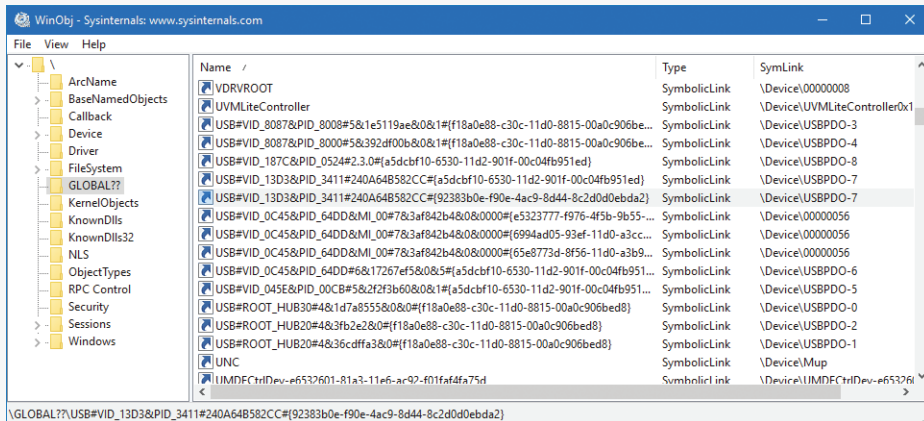 WinObj - Sysinternals: www.sysinternals.com
File View Help
\
ArcName
BaseNamedObjects
Callback
Device
Driver
FileSystem
GLOBAL??
KernelObjects
KnownDlls
KnownDlls32
NLS
ObjectTypes
RPC Control
Security
Sessions
Windows
Name Type SymLink
VDRVROOT SymbolicLink \Device\00000008
UVMLiteController SymbolicLink \Device\UVMLiteController0x1
USB#VID_8087&PID_8008#5&1e5119ae&0&1#{f18a0e88-c30c-11d0-8815-00a0c906be... SymbolicLink \Device\USBPDO-3
USB#VID_8087&PID_8000#5&392df00b&0&1#{f18a0e88-c30c-11d0-8815-00a0c906be... SymbolicLink \Device\USBPDO-4
USB#VID_187C&PID_0524#2.3.0#{a5dcbf10-6530-11d2-901f-00c04fb951ed} SymbolicLink \Device\USBPDO-8
USB#VID_13D3&PID_3411#240A64B582CC#{a5dcbf10-6530-11d2-901f-00c04fb951ed} SymbolicLink \Device\USBPDO-7
USB#VID_13D3&PID_3411#240A64B582CC#{92383b0e-f90e-4ac9-8d44-8c2d0d0ebda2} SymbolicLink \Device\USBPDO-7
USB#VID_0C45&PID_64DD&MI_00#7&3af842b4&0&0000#{e5323777-f976-4f5b-9b55-... SymbolicLink \Device\00000056
USB#VID_0C45&PID_64DD&MI_00#7&3af842b4&0&0000#{6994ad05-93ef-11d0-a3cc... SymbolicLink \Device\00000056
USB#VID_0C45&PID_64DD&MI_00#7&3af842b4&0&0000#{65e8773d-8f56-11d0-a3b9... SymbolicLink \Device\00000056
USB#VID_0C45&PID_64DD#6&17267ef5&0&5#{a5dcbf10-6530-11d2-901f-00c04fb951... SymbolicLink \Device\USBPDO-6
USB#VID_045E&PID_00CB#5&2f2f3b60&0&1#{a5dcbf10-6530-11d2-901f-00c04fb951... SymbolicLink \Device\USBPDO-5
USB#ROOT_HUB30#4&1d7a8555&0&0#{f18a0e88-c30c-11d0-8815-00a0c906bed8} SymbolicLink \Device\USBPDO-0
USB#ROOT_HUB20#4&3fb2e2&0#{f18a0e88-c30c-11d0-8815-00a0c906bed8} SymbolicLink \Device\USBPDO-2
USB#ROOT_HUB20#4&36cdffa3&0#{f18a0e88-c30c-11d0-8815-00a0c906bed8} SymbolicLink \Device\USBPDO-1
UNC SymbolicLink \Device\Mup
UMDFCtrlDev-e6532601-81a3-11e6-ac92-f01faf4fa75d SymbolicLink \Device\UMDFCtrlDev-e65326
\GLOBAL??\USB#VID_13D3&PID_3411#240A64B582CC#{92383b0e-f90e-4ac9-8d44-8c2d0d0ebda2}